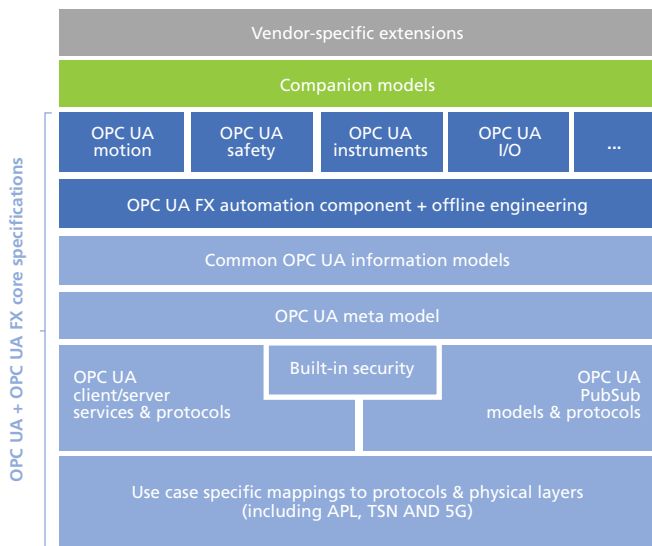 Vendor-specific extensions
Companion models
OPC UA
motion
OPC UA
safety
OPC UA
instruments
OPC UA
I/O
...
OPC UA FX automation component + offline engineering
Common OPC UA information models
OPC UA meta model
Built-in security
OPC UA
client/server
services & protocols
OPC UA
PubSub
models & protocols
Use case specific mappings to protocols & physical layers
(including APL, TSN AND 5G)
OPC UA + OPC UA FX core specifications